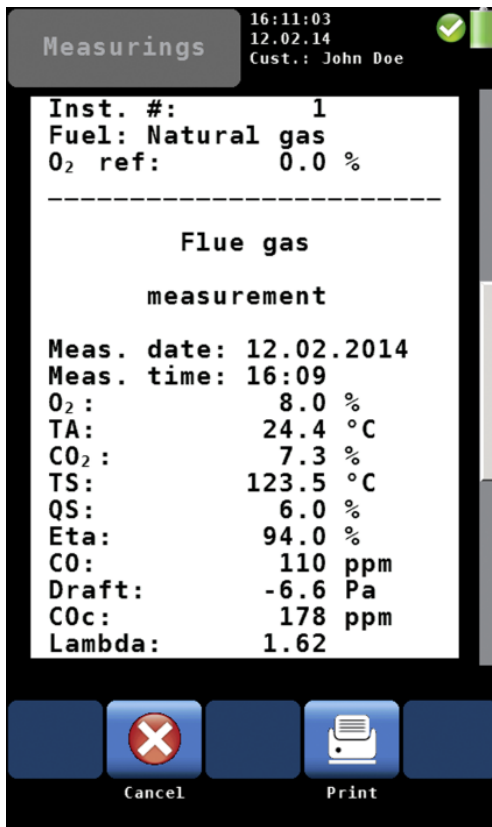 Measurings
16:11:03
12.02.14
Cust.: John Doe
Inst. #: 1
Fuel: Natural gas
O₂ ref: 0.0 %
Flue gas
measurement
Meas. date: 12.02.2014
Meas. time: 16:09
O₂: 8.0 %
TA: 24.4 °C
CO₂: 7.3 %
TS: 123.5 °C
QS: 6.0 %
Eta: 94.0 %
CO: 110 ppm
Draft: -6.6 Pa
COc: 178 ppm
Lambda: 1.62
Cancel
Print